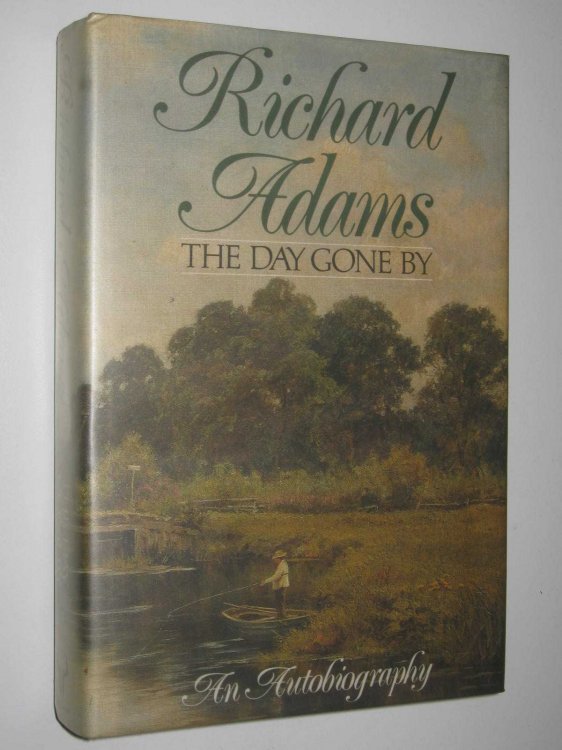 Richard
Adams
THE DAY GONE BY
An Autobiography